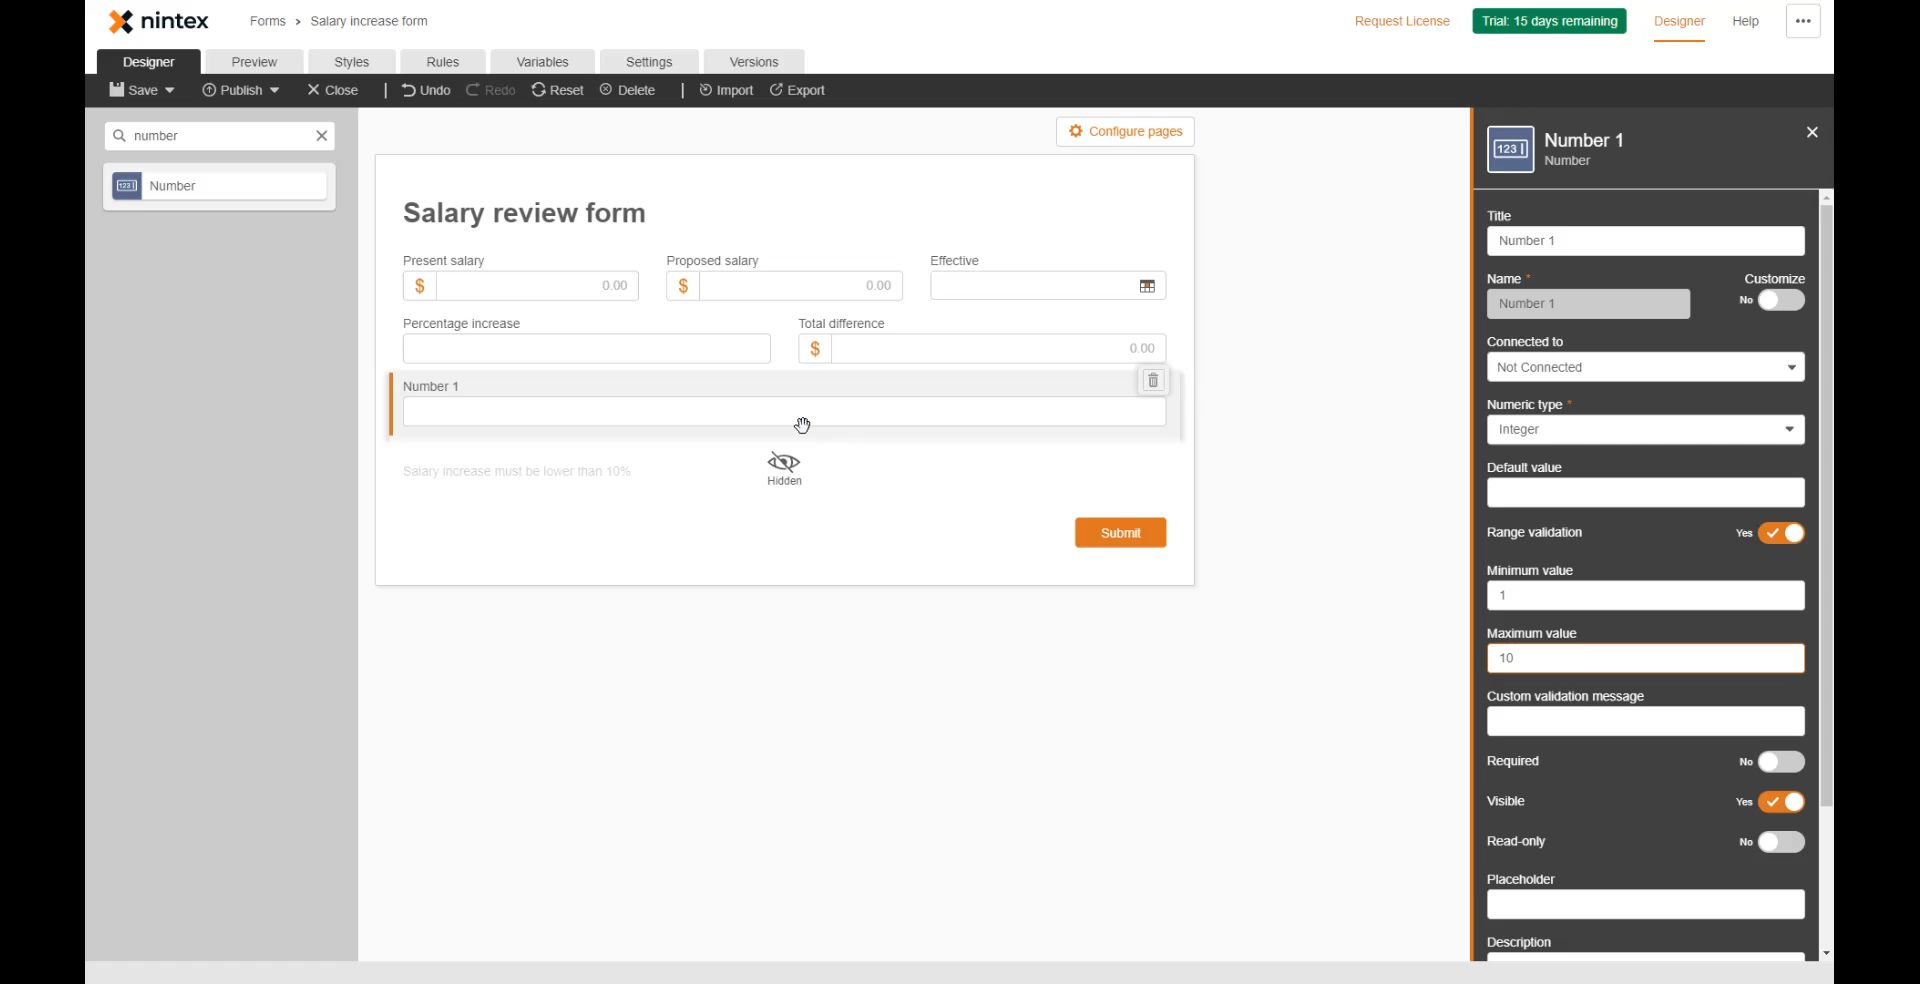 nintex
Forms > Salary increase form
Request License
Trial: 15 days remaining
Designer
Help
Designer
Preview
Styles
Rules
Variables
Settings
Versions
Save
Publish
Close
Undo
Redo
Reset
Delete
Import
Export
number
123
Number
Configure pages
Salary review form
Present salary
Proposed salary
Effective
$ 0.00
$ 0.00
Percentage increase
Total difference
$ 0.00
Number 1
Salary increase must be lower than 10%
Hidden
Submit
123
Number 1
Number
Title
Number 1
Name *
Customize
Number 1
No
Connected to
Not Connected
Numeric type *
Integer
Default value
Range validation
Yes
Minimum value
1
Maximum value
10
Custom validation message
Required
No
Visible
Yes
Read-only
No
Placeholder
Description